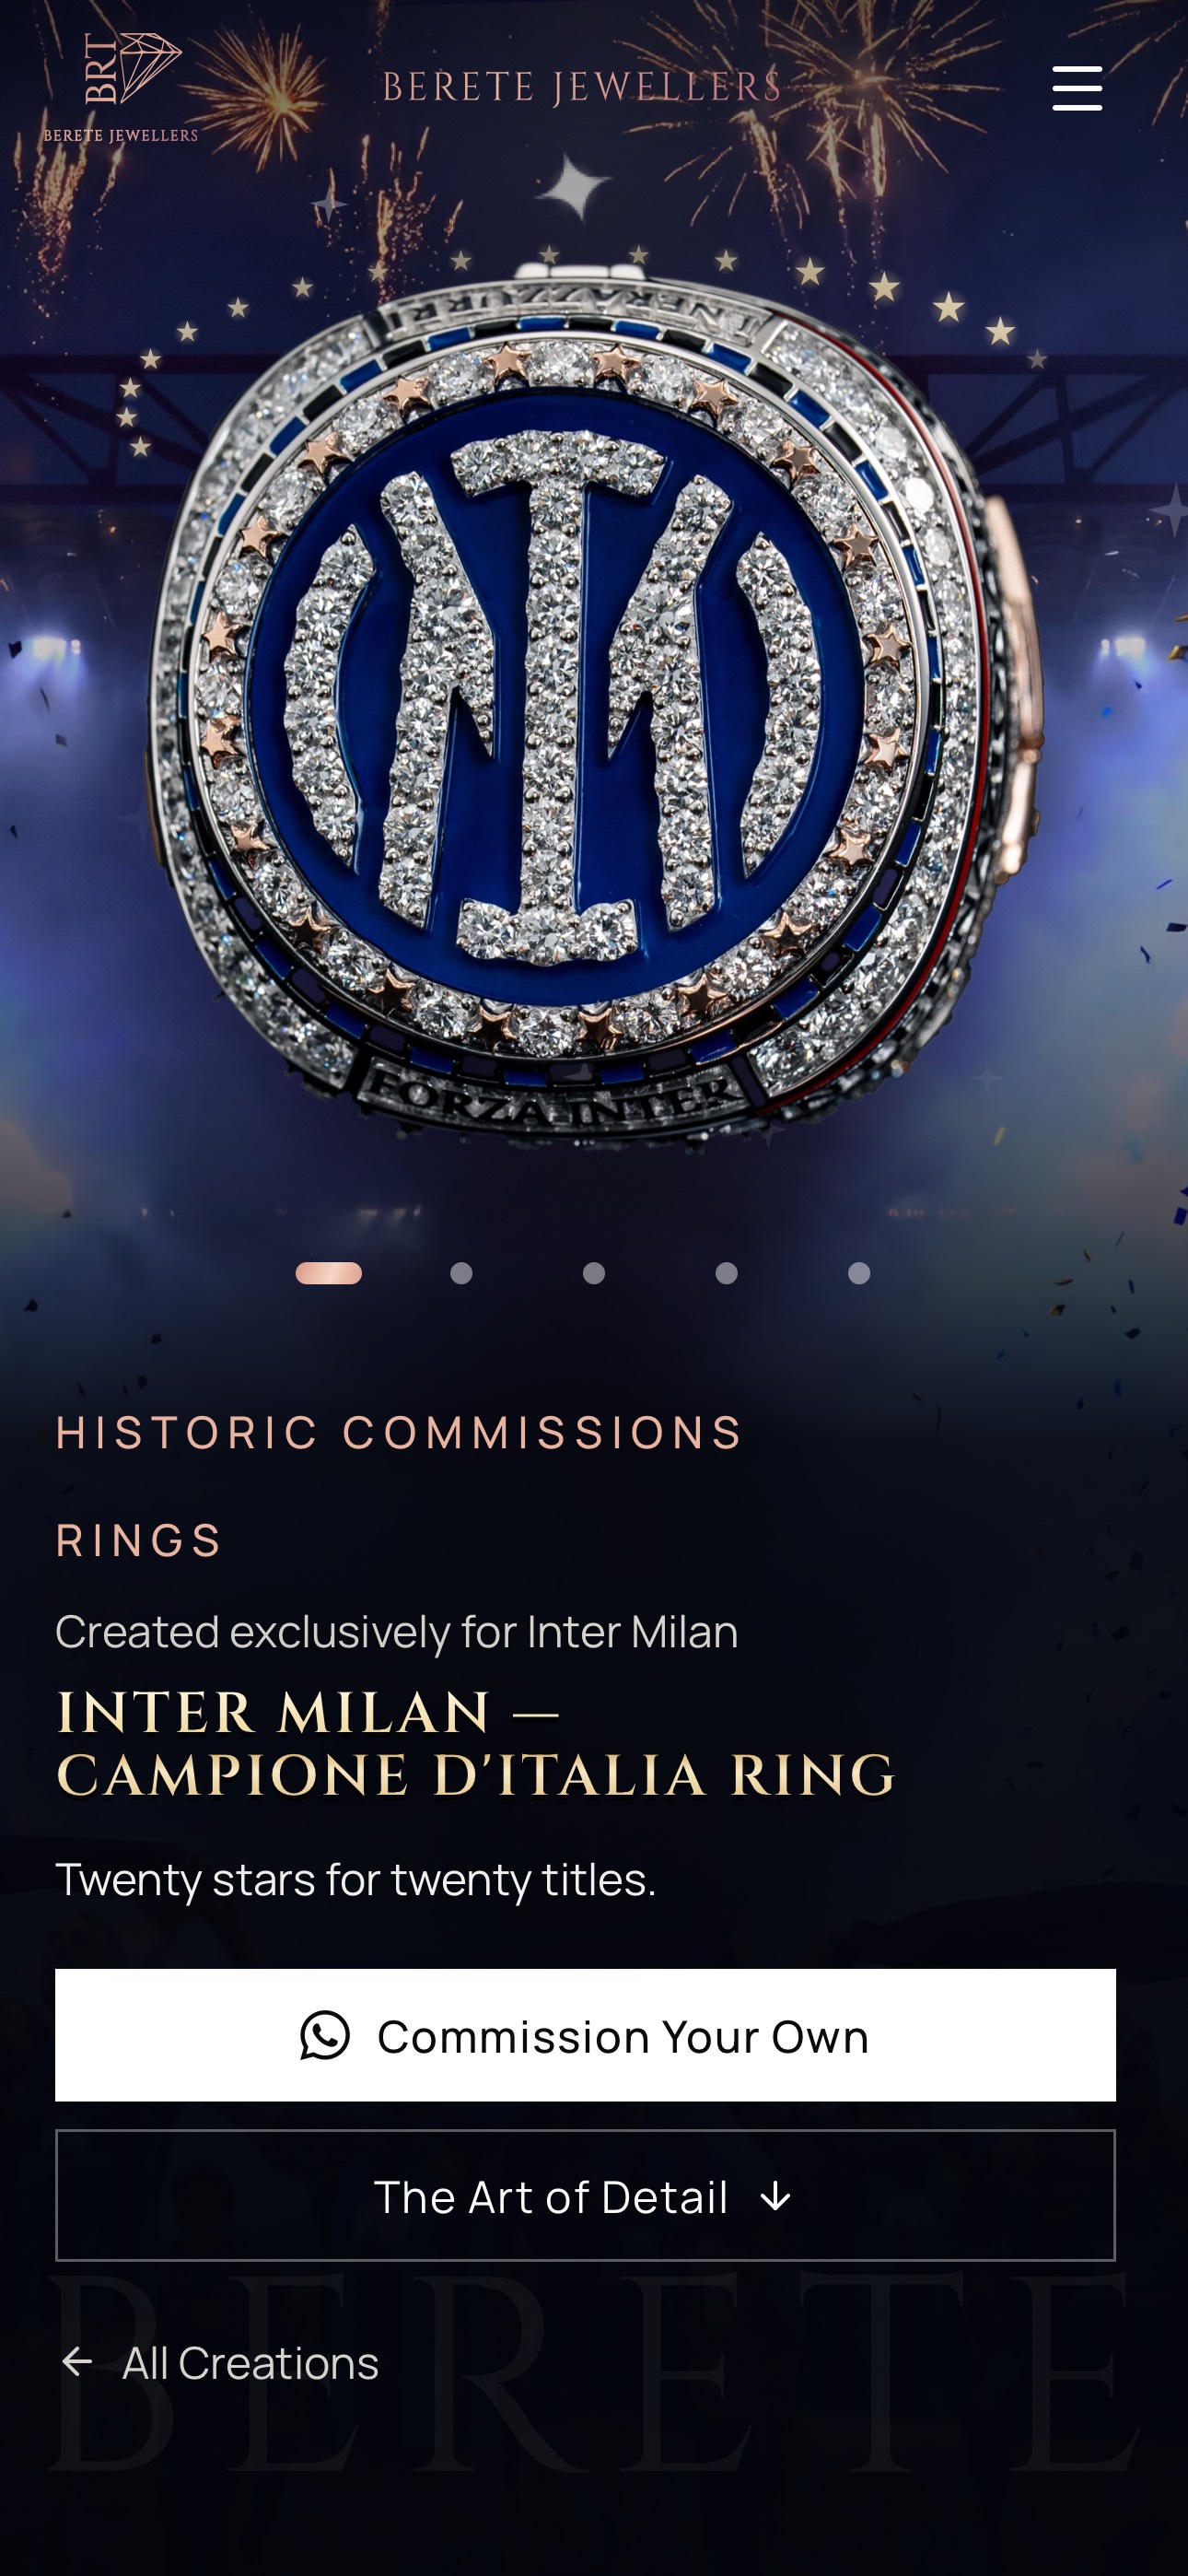 BRT
BERETE JEWELLERS
BERETE JEWELLERS
NERAZZURRI
FORZA INTER
HISTORIC COMMISSIONS
RINGS
Created exclusively for Inter Milan
INTER MILAN —
CAMPIONE D'ITALIA RING
Twenty stars for twenty titles.
Commission Your Own
The Art of Detail ↓
← All Creations
BERETE